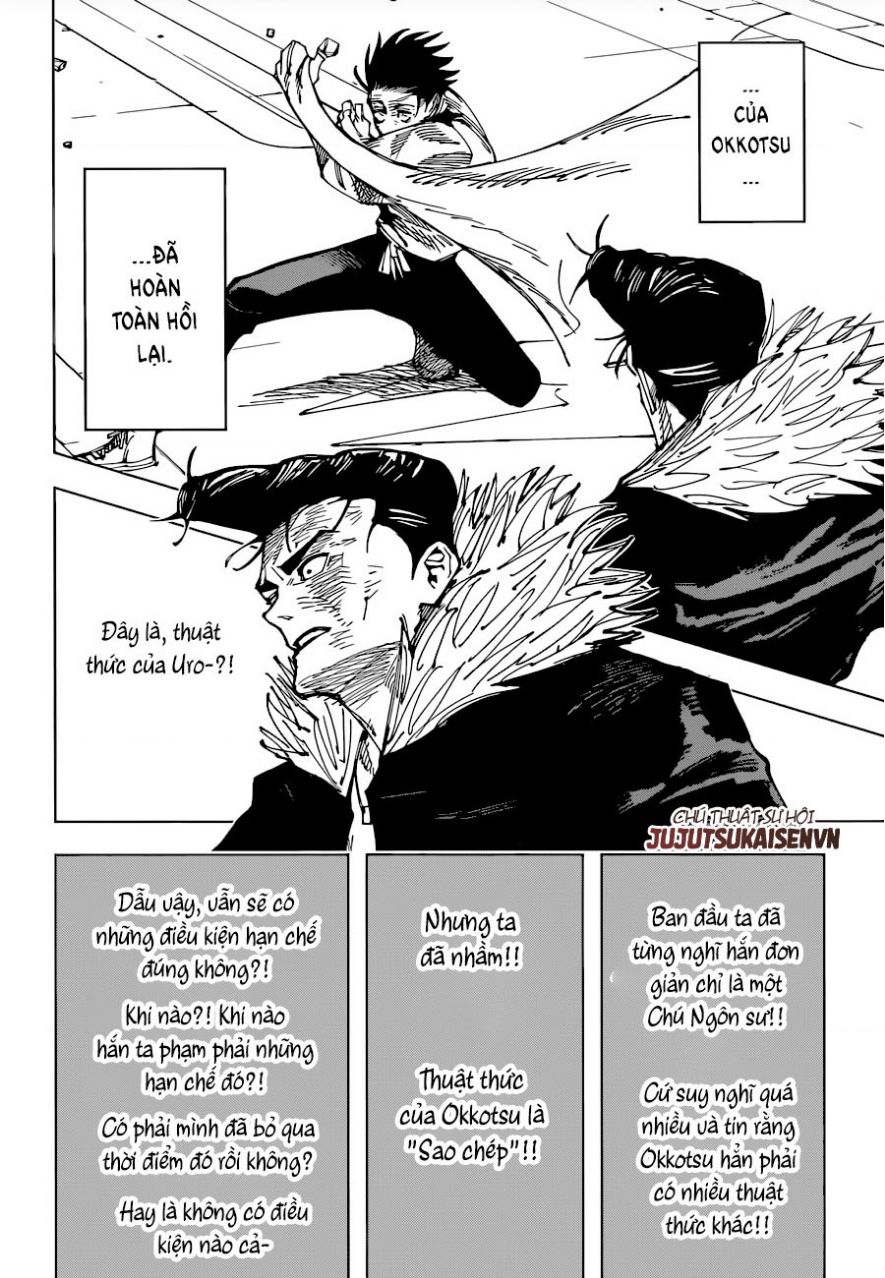 ...
CỦA
OKKOTSU
...
...ĐÃ
HOÀN
TOÀN HỒI
LẠI.
Đây là, thuật
thức của Uro-?!
CHÚ THUẬT SƯ HỘI
JUJUTSUKAISENVN
Ban đầu ta đã
từng nghĩ hắn đơn
giản chỉ là một
Chú Ngôn sư!!
Cứ suy nghĩ quá
nhiều và tin rằng
Okkotsu hẳn phải
có nhiều thuật
thức khác!!
Nhưng ta
đã nhầm!!
Thuật thức
của Okkotsu là
"Sao chép"!!
Dẫu vậy, vẫn sẽ có
những điều kiện hạn chế
đúng không?!
Khi nào?! Khi nào
hắn ta phạm phải những
hạn chế đó?!
Có phải mình đã bỏ qua
thời điểm đó rồi không?
Hay là không có điều
kiện nào cả-